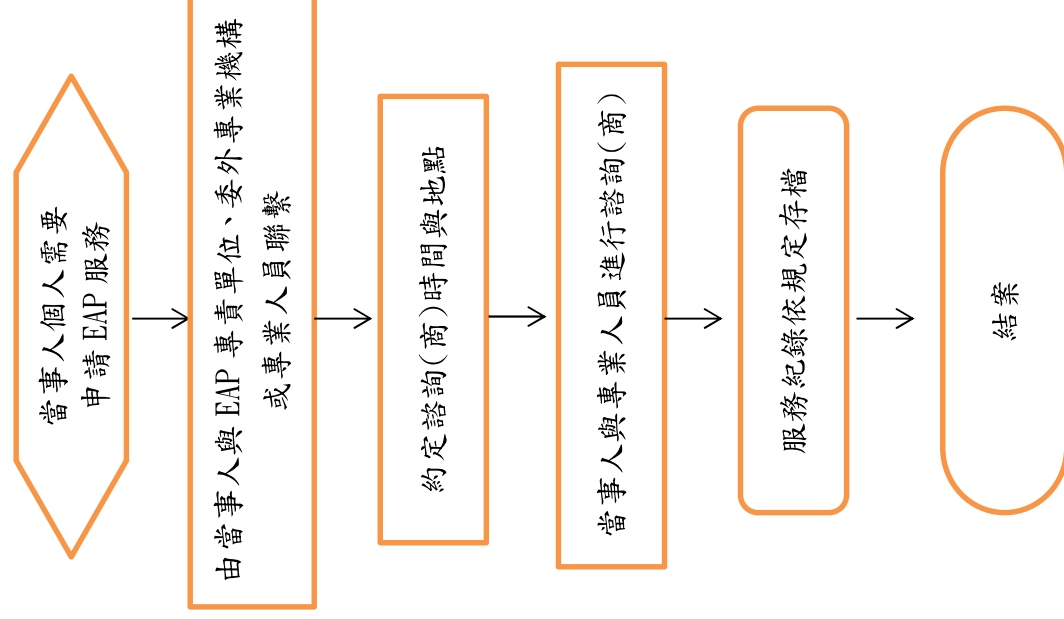 當事人個人需要
申請 EAP 服務
由當事人與 EAP 專責單位、委外專業機構
或專業人員聯繫
約定諮詢(商)時間與地點
當事人與專業人員進行諮詢(商)
服務紀錄依規定存檔
結案